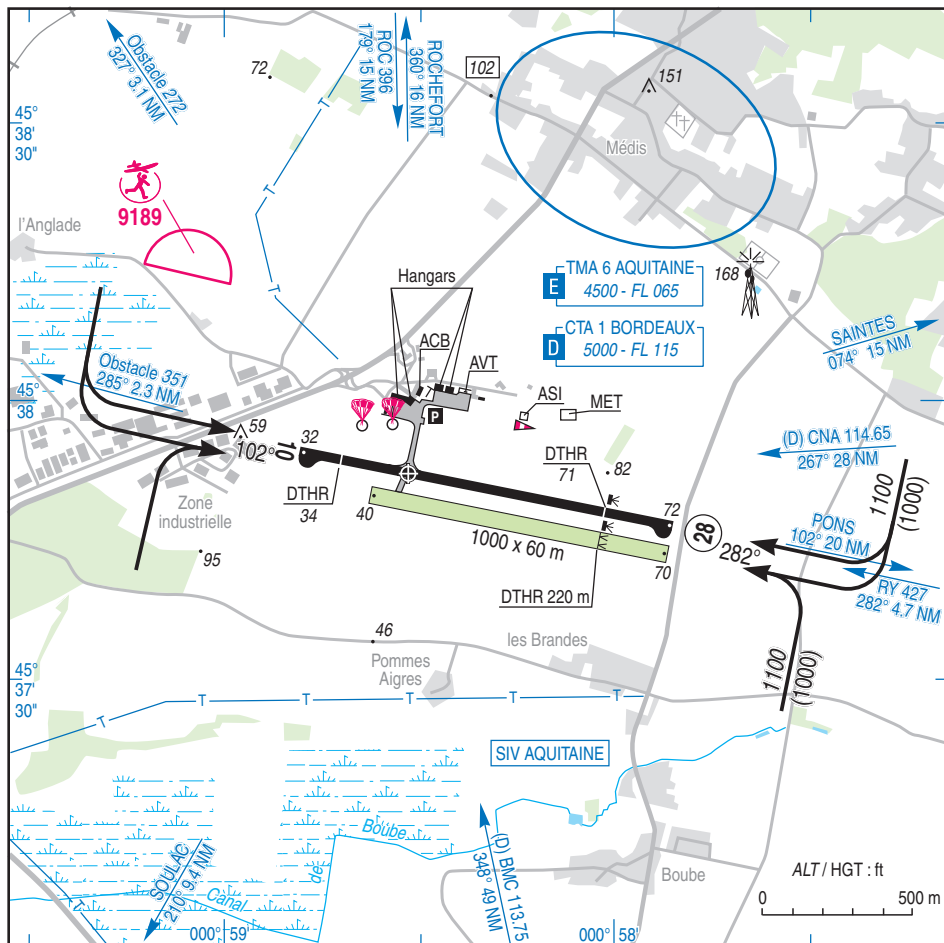 Obstacle 272
327° 3.1 NM
72
ROC 396
179° 15 NM
ROCHEFORT
360° 16 NM
102
151
45°
38'
30"
Médis
9189
l'Anglade
Hangars
TMA 6 AQUITAINE
E
4500 - FL 065
168
CTA 1 BORDEAUX
D
5000 - FL 115
SAINTES
074° 15 NM
ACB
AVT
Obstacle 351
285° 2.3 NM
45°
38'
P
ASI
MET
59
102°
10
32
(D) CNA 114.65
267° 28 NM
DTHR
71
82
DTHR
34
40
Zone
industrielle
72
28
282°
1100
(1000)
PONS
102° 20 NM
1000 x 60 m
95
70
RY 427
282° 4.7 NM
DTHR 220 m
46
les Brandes
Pommes
Aigres
1100
(1000)
45°
37'
30"
T
T
T
T
T
T
T
T
SIV AQUITAINE
Boube
de
Canal
SOULAC
210° 9.4 NM
(D) BMC 113.75
348° 49 NM
Boube
ALT / HGT : ft
0 500 m
000° 59'
000° 58'